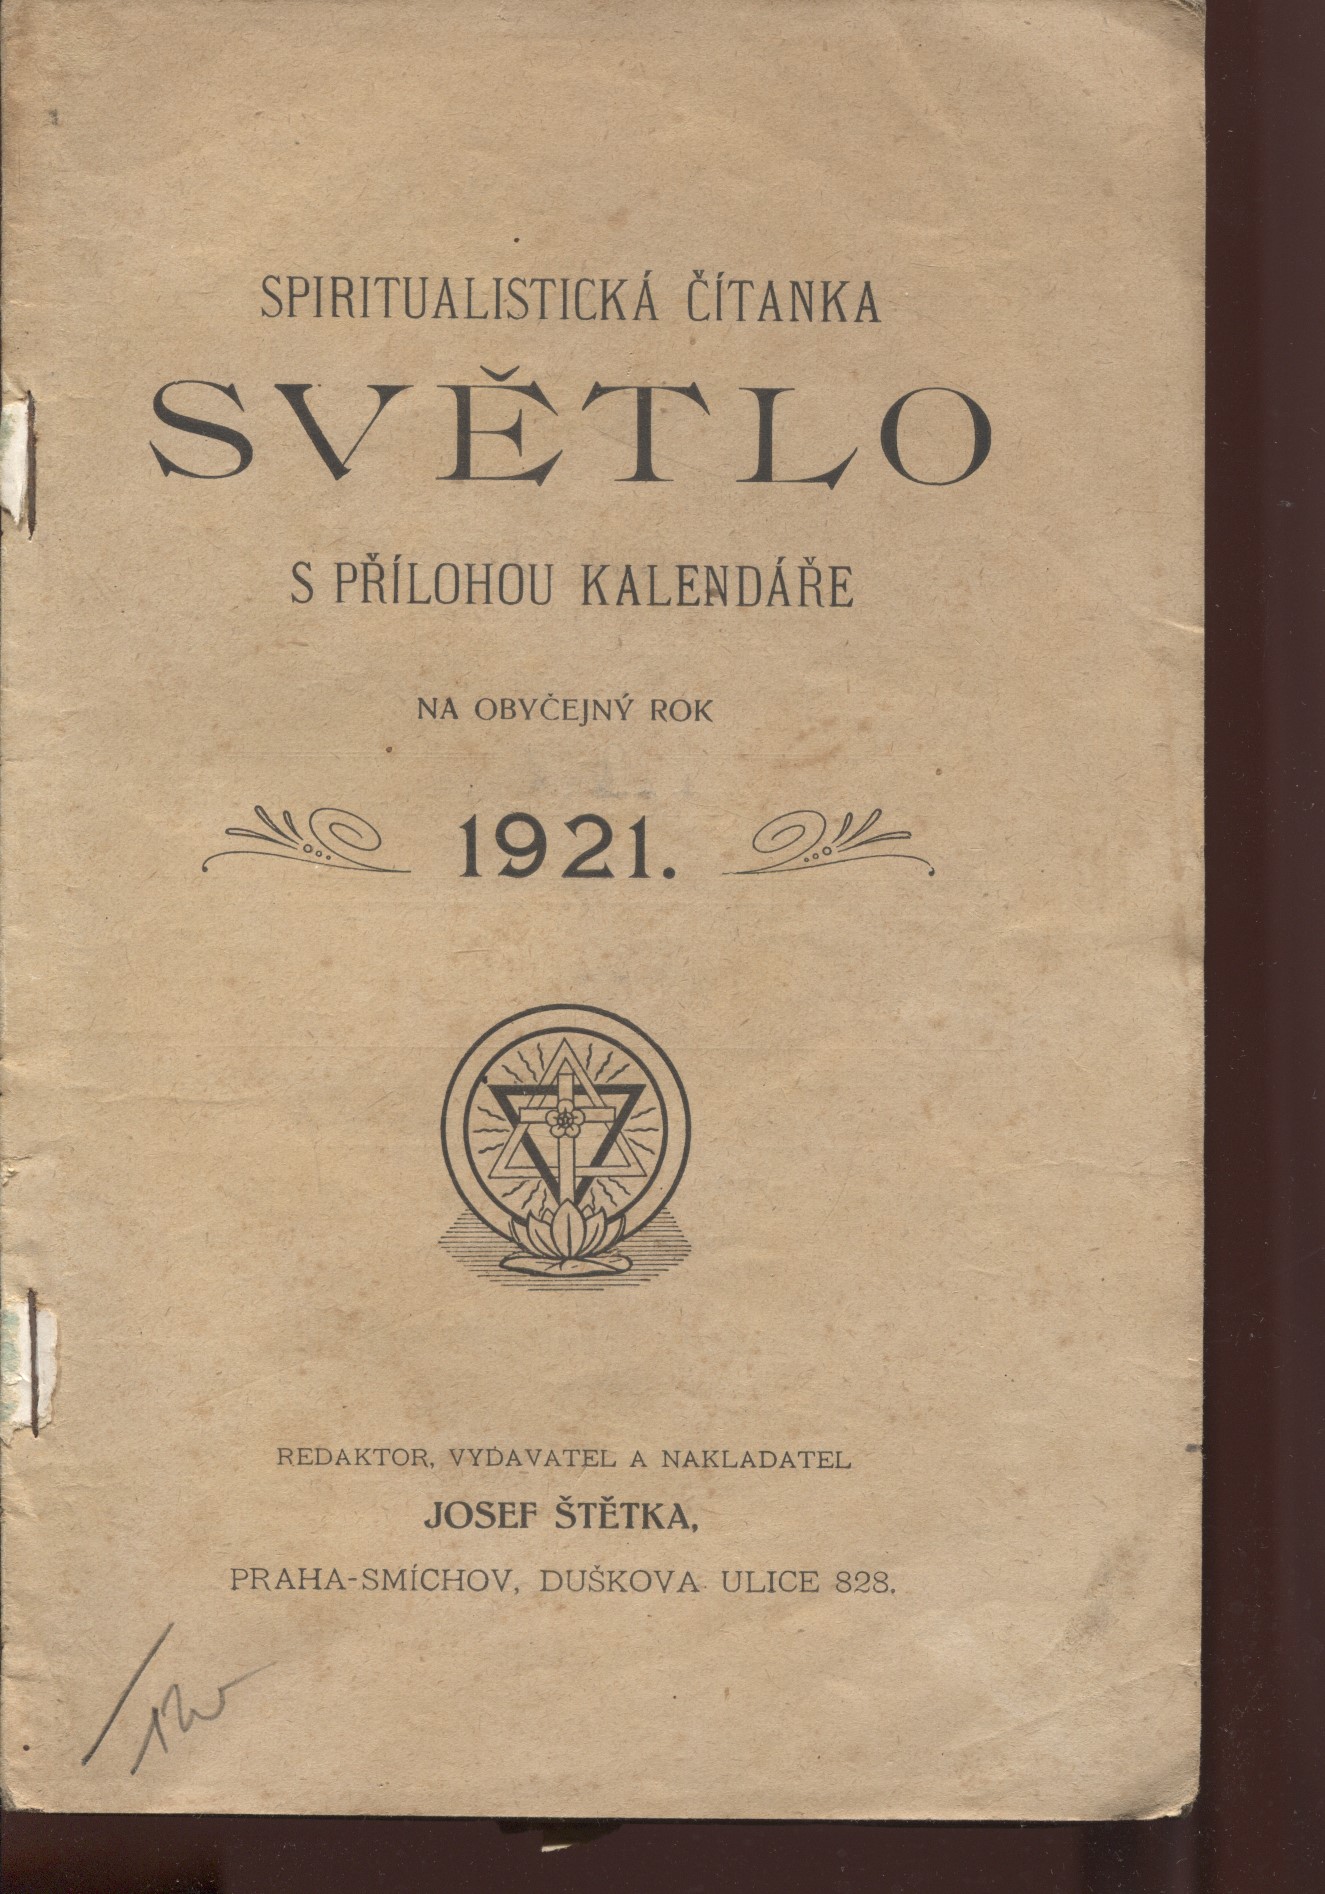 SPIRITUALISTICKÁ ČÍTANKA
SVĚTLO
S PŘÍLOHOU KALENDÁŘE
NA OBYČEJNÝ ROK
1921.
REDAKTOR, VYDAVATEL A NAKLADATEL
JOSEF ŠTĚTKA,
PRAHA-SMÍCHOV, DUŠKOVA ULICE 828.